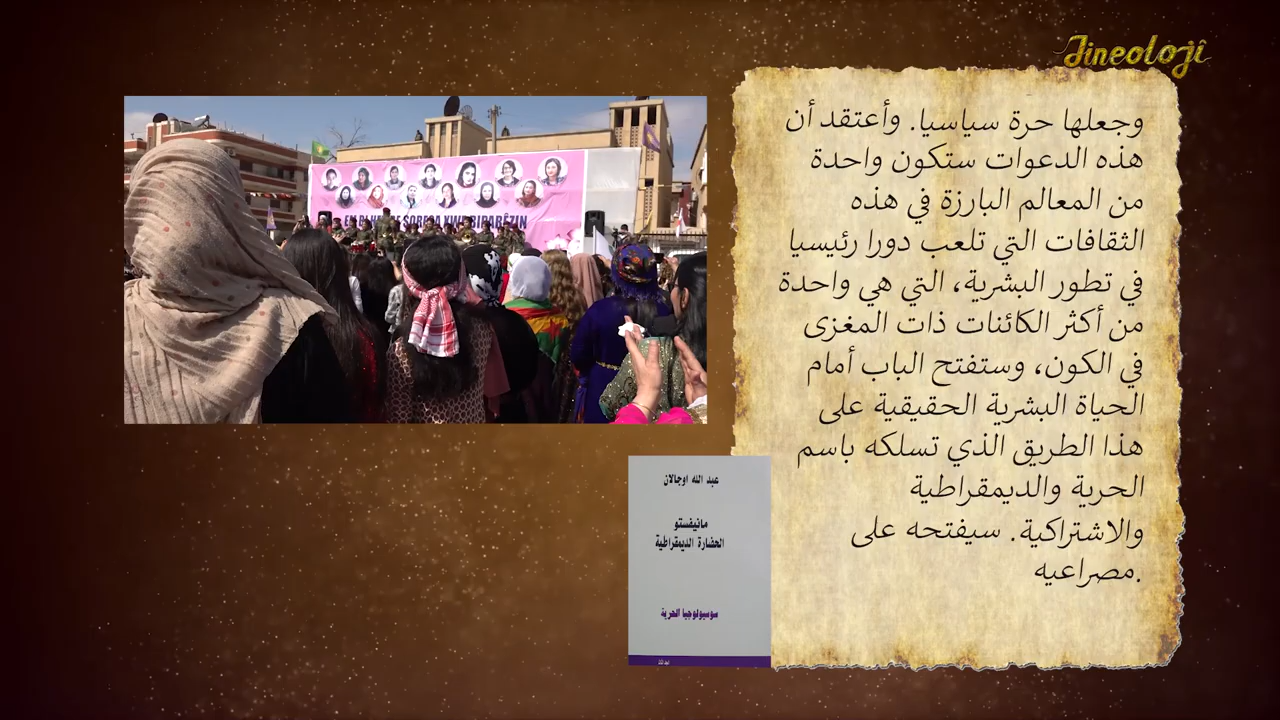 Jineolojî
وجعلها حرة سياسيا. وأعتقد أن
هذه الدعوات ستكون واحدة
من المعالم البارزة في هذه
الثقافات التي تلعب دورا رئيسيا
في تطور البشرية، التي هي واحدة
من أكثر الكائنات ذات المغزى
في الكون، وستفتح الباب أمام
الحياة البشرية الحقيقية على
هذا الطريق الذي تسلكه باسم
الحرية والديمقراطية
والاشتراكية. سيفتحه على
مصراعيه.
عبد الله اوجالان
مانيفستو
الحضارة الديمقراطية
سوسيولوجيا الحرية